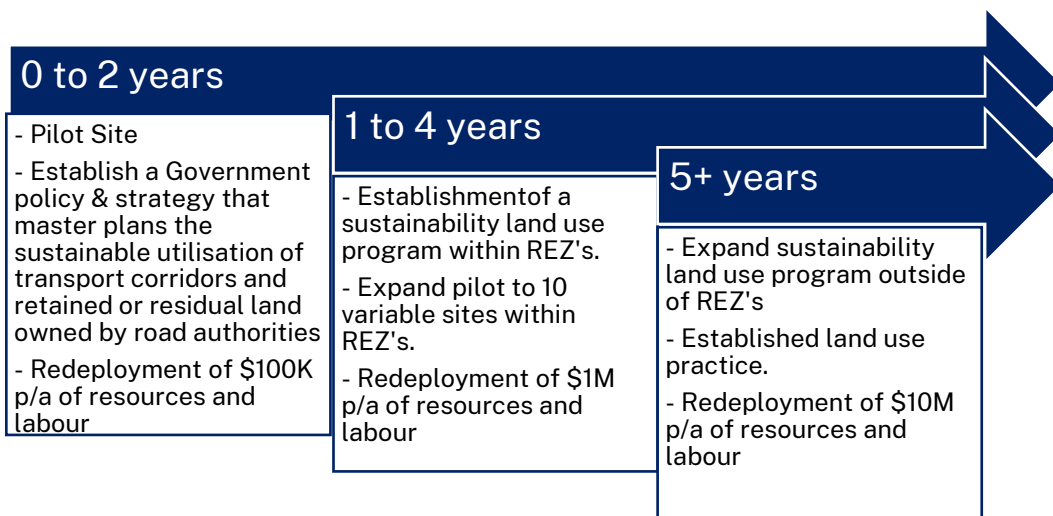 0 to 2 years
- Pilot Site
- Establish a Government
policy & strategy that
master plans the
sustainable utilisation of
transport corridors and
retained or residual land
owned by road authorities
- Redeployment of $100K
p/a of resources and
labour
1 to 4 years
- Establishmentof a
sustainability land use
program within REZ's.
- Expand pilot to 10
variable sites within
REZ's.
- Redeployment of $1M
p/a of resources and
labour
5+ years
- Expand sustainability
land use program outside
of REZ's
- Established land use
practice.
- Redeployment of $10M
p/a of resources and
labour